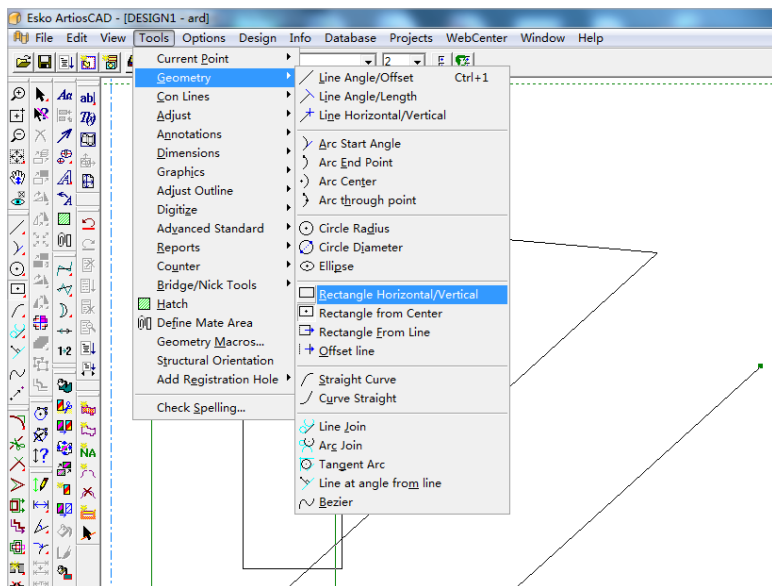 Esko ArtiosCAD - [DESIGN1 - ard]
File Edit View Tools Options Design Info Database Projects WebCenter Window Help
2
Current Point
Geometry
Con Lines
Adjust
Annotations
Dimensions
Graphics
Adjust Outline
Digitize
Advanced Standard
Reports
Counter
Bridge/Nick Tools
Hatch
Define Mate Area
Geometry Macros...
Structural Orientation
Add Registration Hole
Check Spelling...
Line Angle/Offset Ctrl+1
Line Angle/Length
Line Horizontal/Vertical
Arc Start Angle
Arc End Point
Arc Center
Arc through point
Circle Radius
Circle Diameter
Ellipse
Rectangle Horizontal/Vertical
Rectangle from Center
Rectangle From Line
Offset line
Straight Curve
Curve Straight
Line Join
Arc Join
Tangent Arc
Line at angle from line
Bezier
Aa
ab
A
1•2
NA